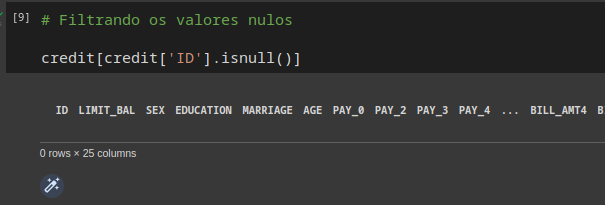 [9] # Filtrando os valores nulos
credit[credit['ID'].isnull()]
ID LIMIT_BAL SEX EDUCATION MARRIAGE AGE PAY_0 PAY_2 PAY_3 PAY_4 ... BILL_AMT4 B
0 rows × 25 columns